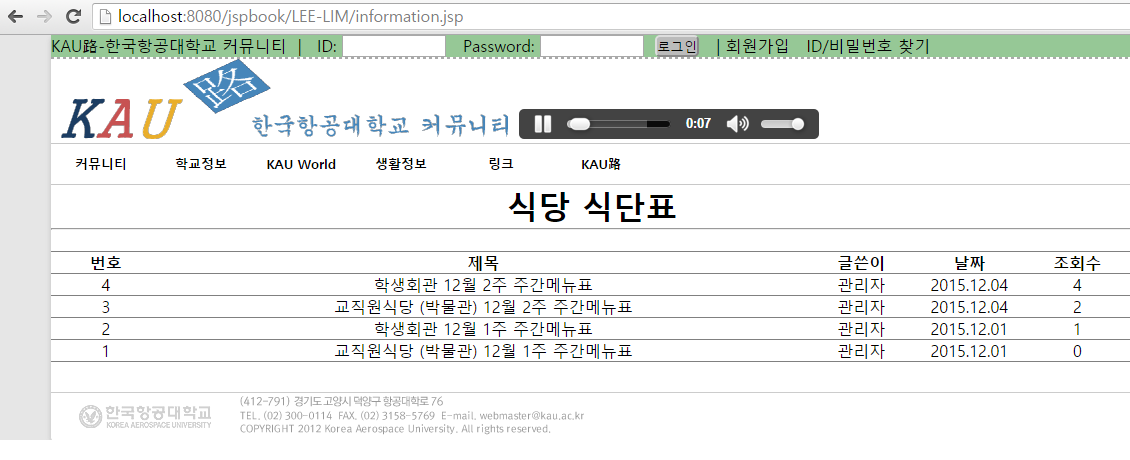 localhost:8080/jspbook/LEE-LIM/information.jsp
KAU路-한국항공대학교 커뮤니티 | ID: Password: 로그인 | 회원가입 ID/비밀번호 찾기
KAU路 한국항공대학교 커뮤니티 0:07
커뮤니티 학교정보 KAU World 생활정보 링크 KAU路
식당 식단표
번호 제목 글쓴이 날짜 조회수
4 학생회관 12월 2주 주간메뉴표 관리자 2015.12.04 4
3 교직원식당 (박물관) 12월 2주 주간메뉴표 관리자 2015.12.04 2
2 학생회관 12월 1주 주간메뉴표 관리자 2015.12.01 1
1 교직원식당 (박물관) 12월 1주 주간메뉴표 관리자 2015.12.01 0
한국항공대학교
KOREA AEROSPACE UNIVERSITY
(412-791) 경기도 고양시 덕양구 항공대학로 76
TEL. (02) 300-0114 FAX. (02) 3158-5769 E-mail. webmaster@kau.ac.kr
COPYRIGHT 2012 Korea Aerospace University. All rights reserved.